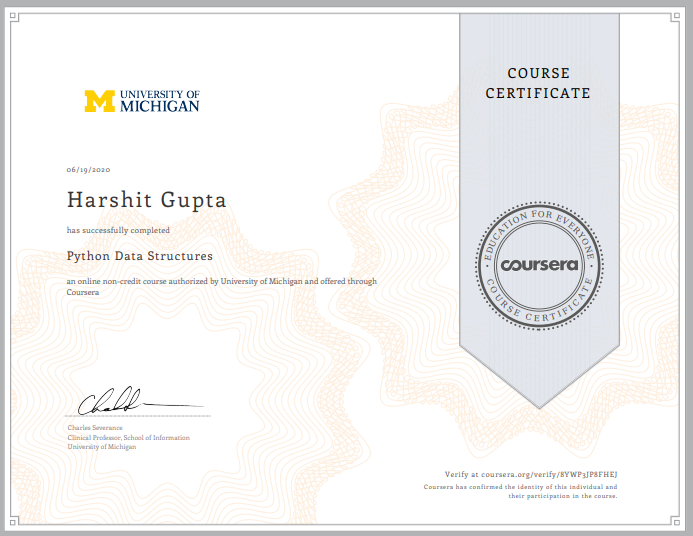 UNIVERSITY OF
MICHIGAN
COURSE
CERTIFICATE
06/19/2020
Harshit Gupta
has successfully completed
Python Data Structures
an online non-credit course authorized by University of Michigan and offered through
Coursera
EDUCATION FOR EVERYONE
coursera
COURSE CERTIFICATE
Charles Severance
Clinical Professor, School of Information
University of Michigan
Verify at coursera.org/verify/8YWP3JP8FHEJ
Coursera has confirmed the identity of this individual and
their participation in the course.